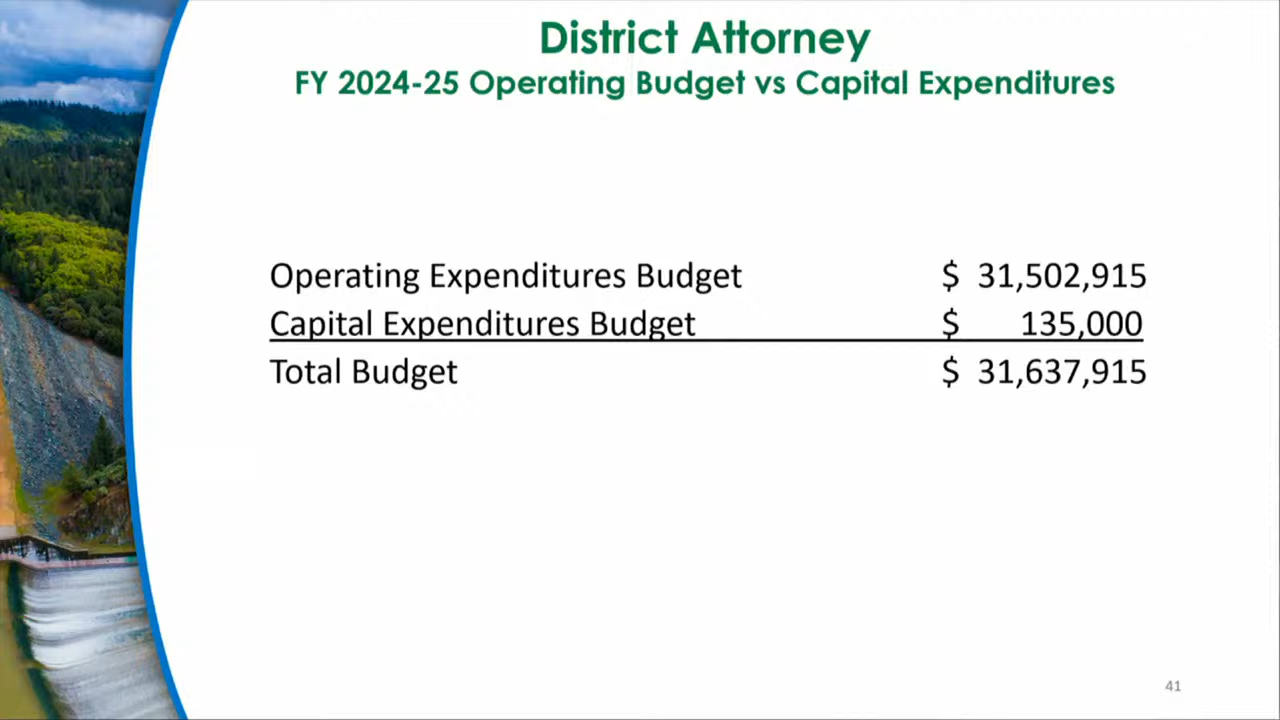 District Attorney
FY 2024-25 Operating Budget vs Capital Expenditures
Operating Expenditures Budget $ 31,502,915
Capital Expenditures Budget $ 135,000
Total Budget $ 31,637,915
41